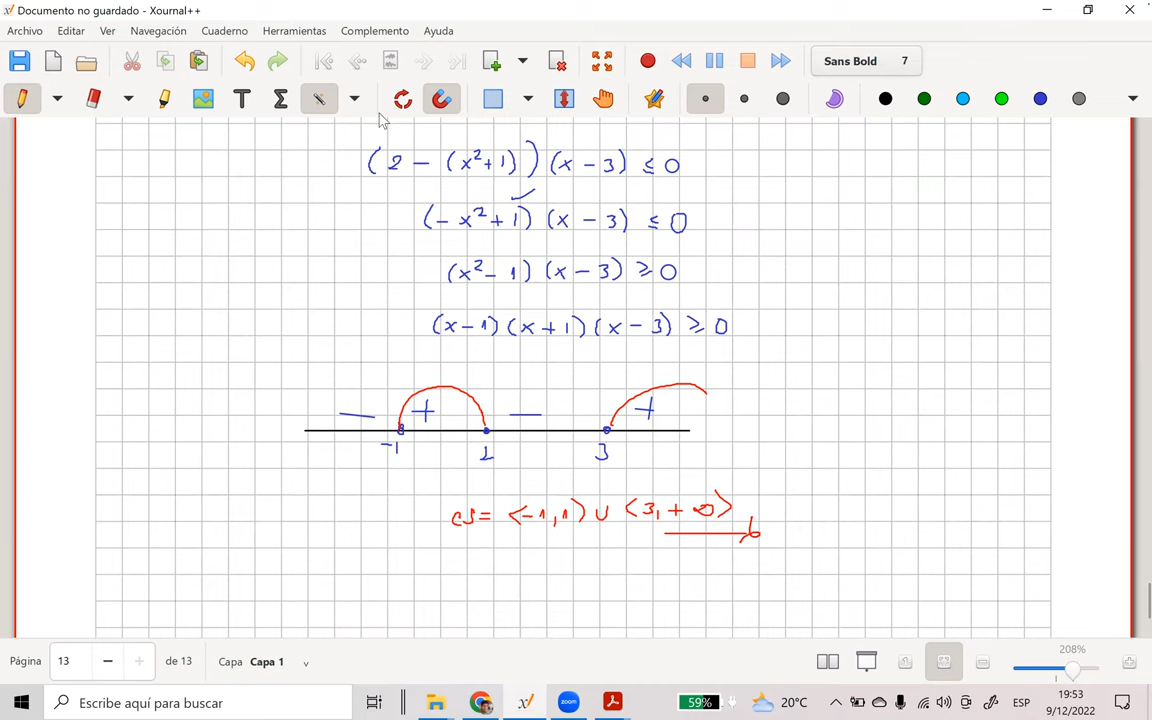 Documento no guardado - Xournal++
Archivo Editar Ver Navegación Cuaderno Herramientas Complemento Ayuda
Sans Bold 7
(2 - (x²+1))(x - 3) ≤ 0
(- x² + 1)(x - 3) ≤ 0
(x² - 1)(x - 3) ≥ 0
(x - 1)(x + 1)(x - 3) ≥ 0
— + — +
-1 1 3
CS = <-1, 1) ∪ <3, + ∞>
Página 13 de 13 Capa Capa 1 208%
Escribe aquí para buscar 59% 20°C ESP 19:53
9/12/2022